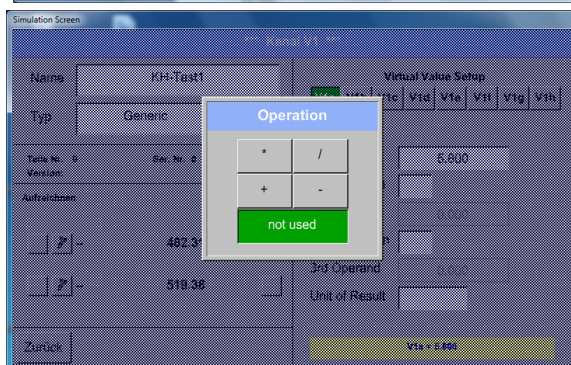 Simulation Screen
*** Kanal V1 ***
Name
KH-Test1
Typ
Generic
Teile Nr. 0
Ser. Nr. 0
Version:
Aufzeichnen
--
482.3
--
519.38
Zurück
Virtual Value Setup
V1a
V1c
V1d
V1e
V1f
V1g
V1h
5.800
0.000
3rd Operand
0.000
Unit of Result
Operation
*
/
+
-
not used